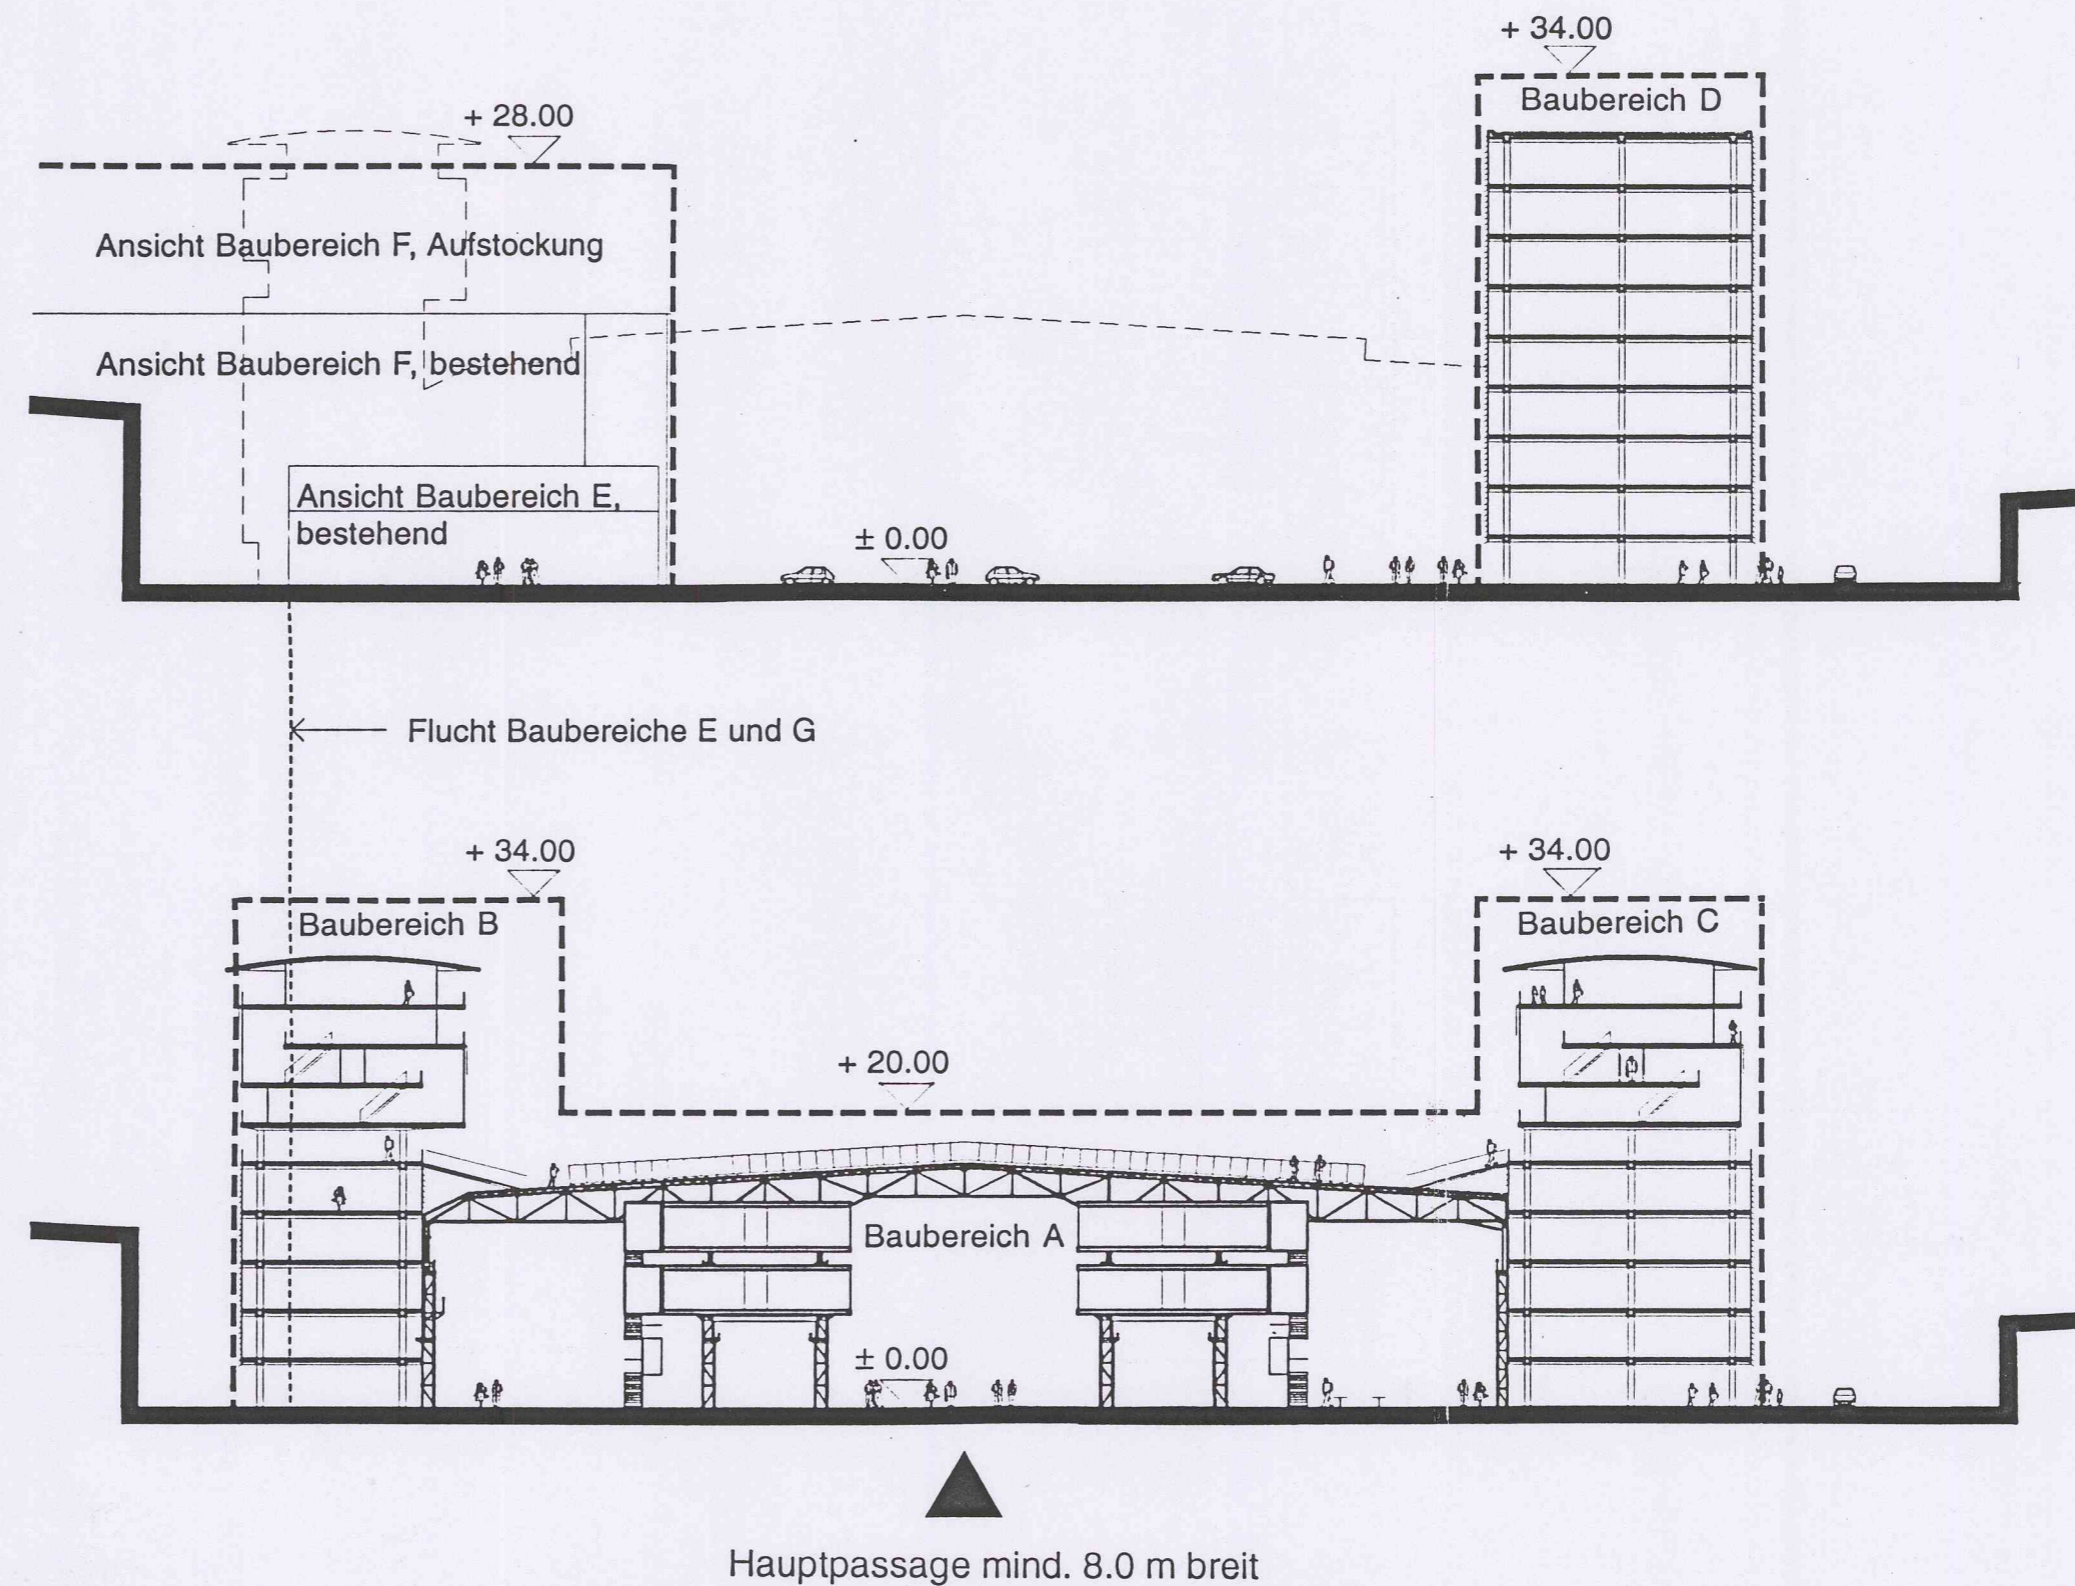 + 34.00
Baubereich D
+ 28.00
Ansicht Baubereich F, Aufstockung
Ansicht Baubereich F, bestehend
Ansicht Baubereich E,
bestehend
± 0.00
Flucht Baubereiche E und G
+ 34.00
+ 34.00
Baubereich B
Baubereich C
+ 20.00
Baubereich A
± 0.00
Hauptpassage mind. 8.0 m breit